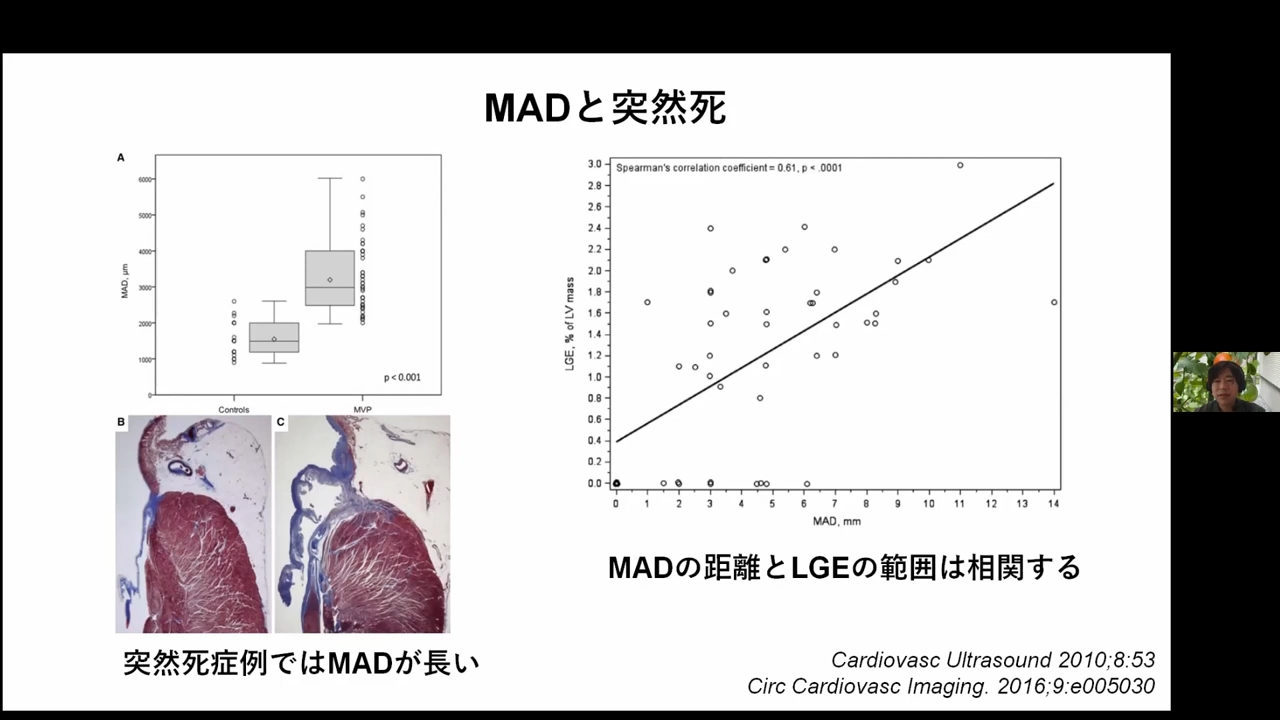 MADと突然死
A
6000
5000
4000
3000
2000
1000
0
MAD, μm
p < 0.001
Controls
MVP
B
C
突然死症例ではMADが長い
Spearman's correlation coefficient = 0.61, p < .0001
3.0
2.8
2.6
2.4
2.2
2.0
1.8
1.6
1.4
1.2
1.0
0.8
0.6
0.4
0.2
0.0
LGE, % of LV mass
0 1 2 3 4 5 6 7 8 9 10 11 12 13 14
MAD, mm
MADの距離とLGEの範囲は相関する
Cardiovasc Ultrasound 2010;8:53
Circ Cardiovasc Imaging. 2016;9:e005030